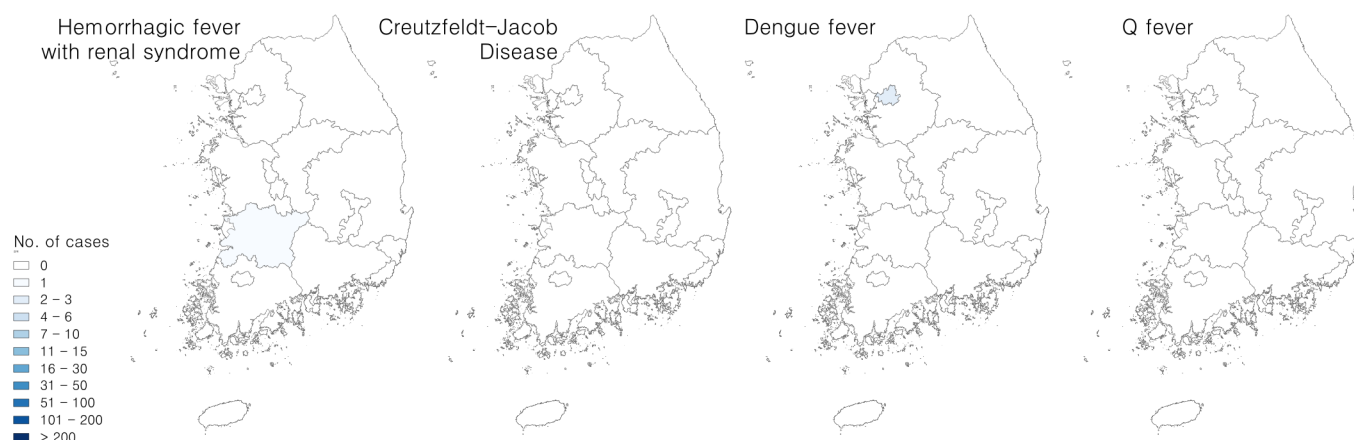 Hemorrhagic fever
with renal syndrome
Creutzfeldt-Jacob
Disease
Dengue fever
Q fever
No. of cases
0
1
2 - 3
4 - 6
7 - 10
11 - 15
16 - 30
31 - 50
51 - 100
101 - 200
> 200